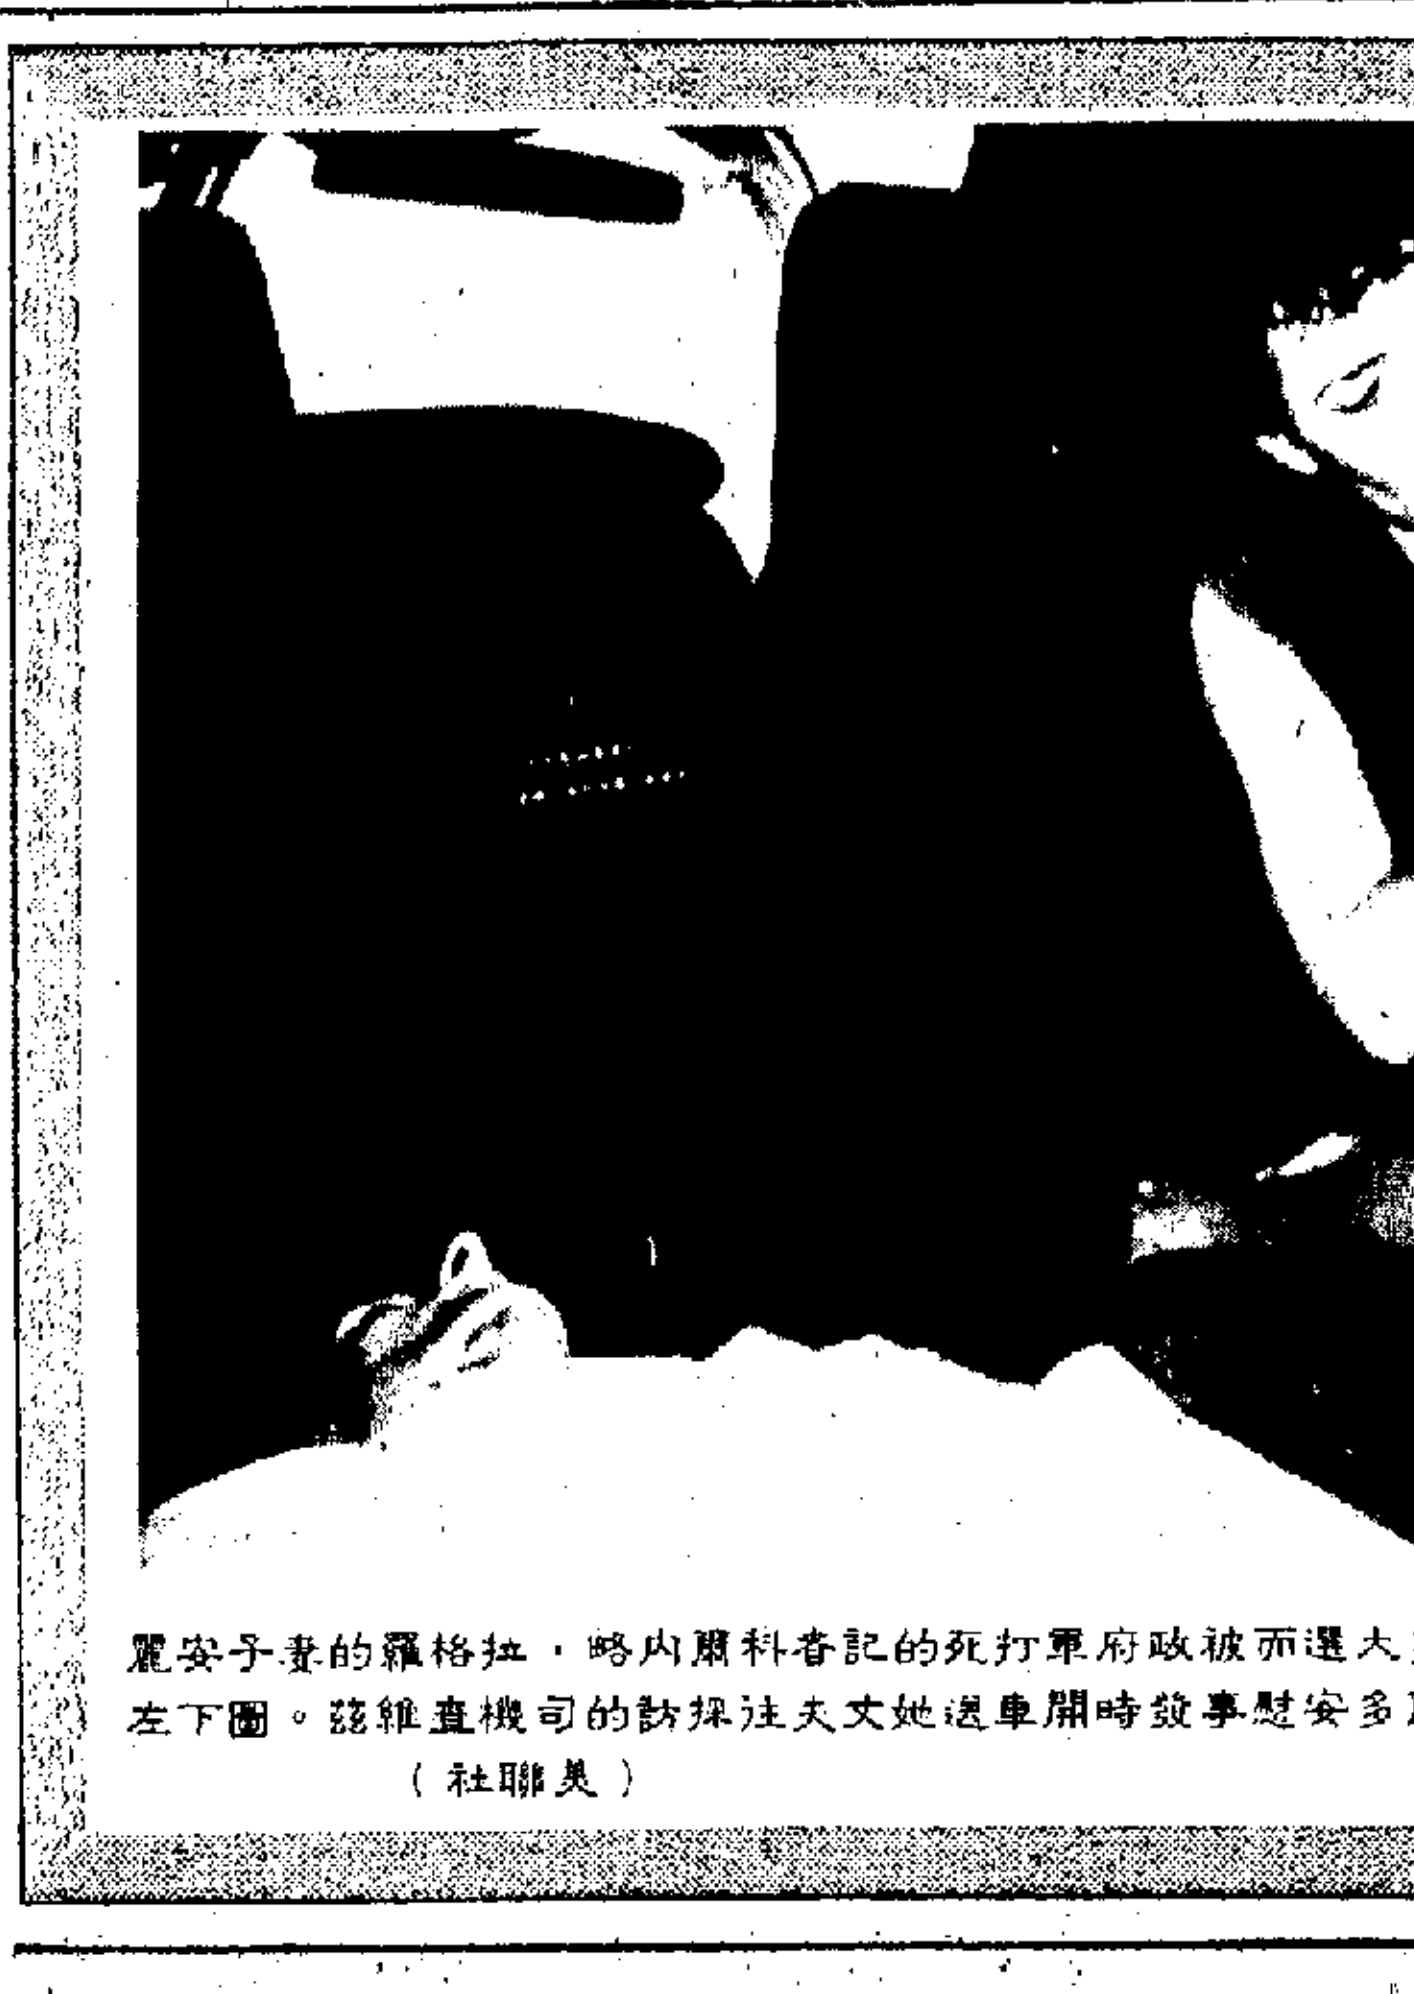 大選而被政府軍打死的記者科爾內略・拉格羅的妻子安麗
多安慰事發時開車送她丈夫往採訪的司機查維茲。圖下左
（美聯社）